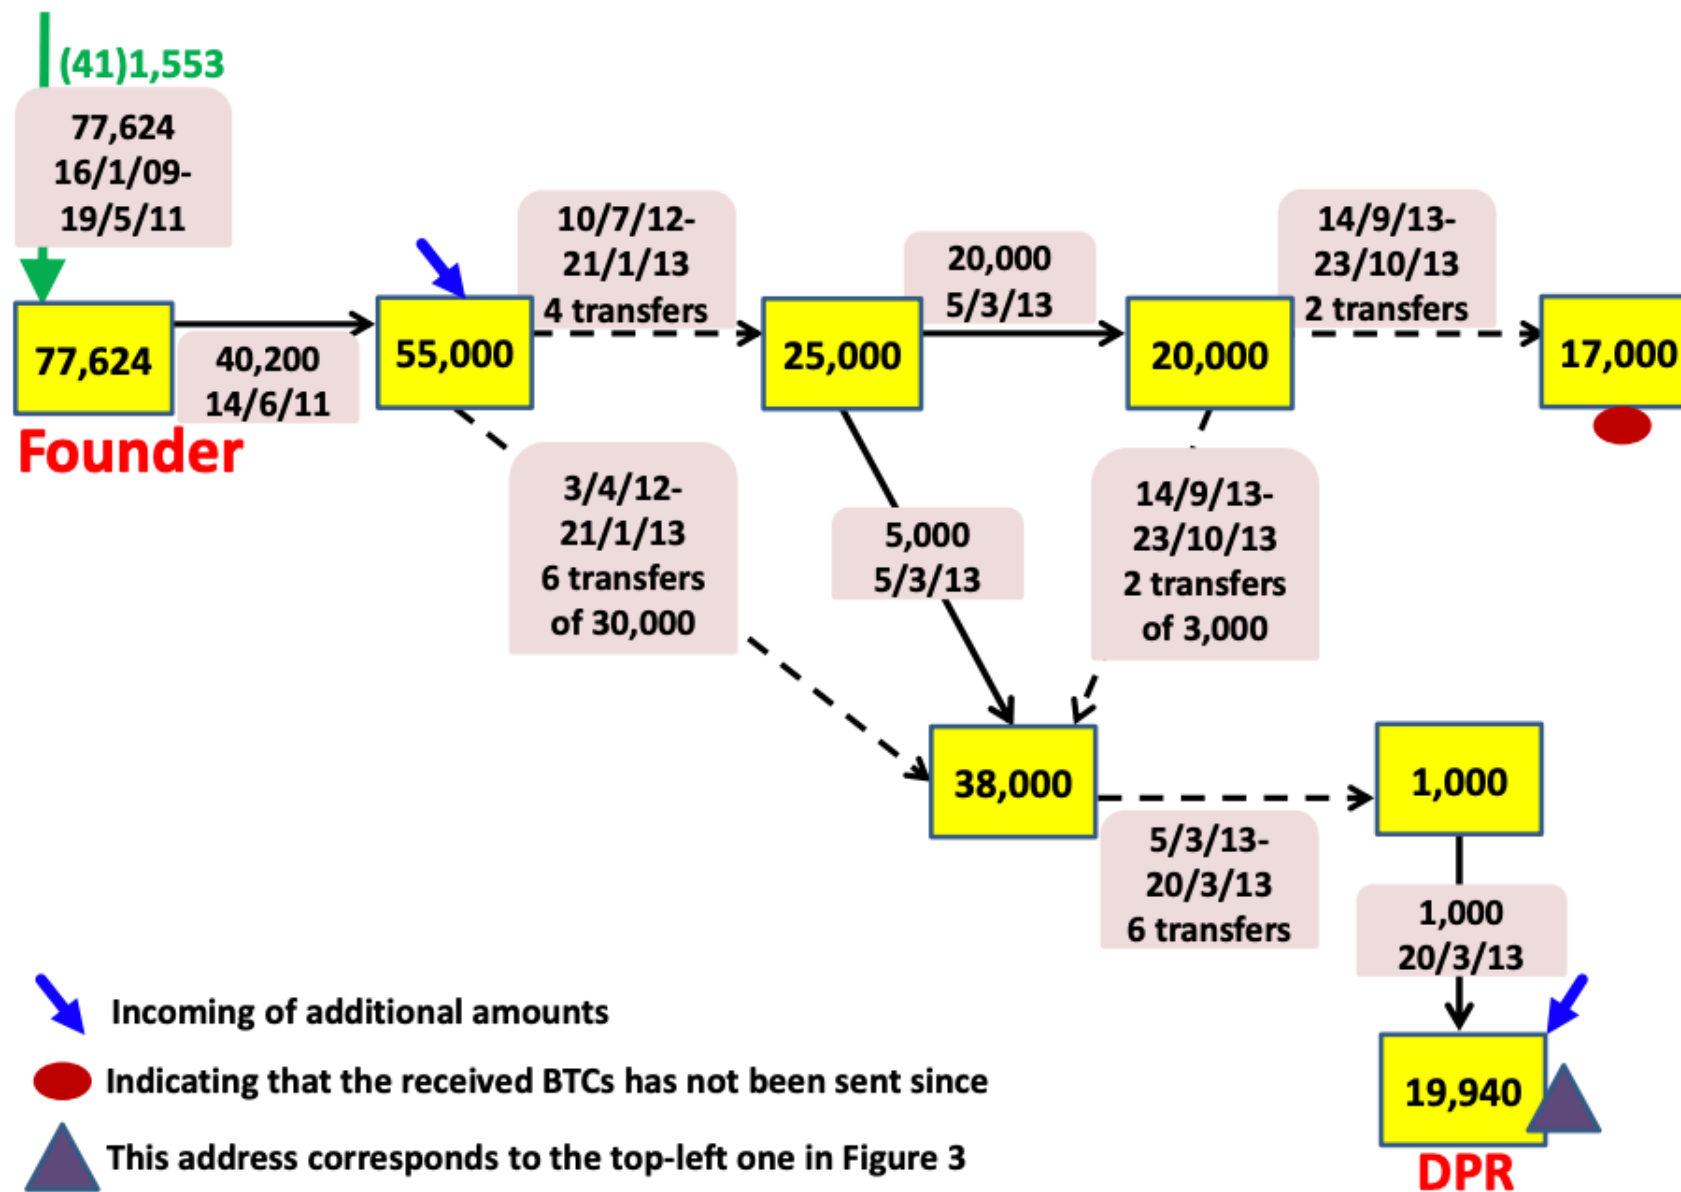 (41)1,553
77,624
16/1/09-
19/5/11
77,624
Founder
40,200
14/6/11
55,000
10/7/12-
21/1/13
4 transfers
25,000
20,000
5/3/13
20,000
14/9/13-
23/10/13
2 transfers
17,000
3/4/12-
21/1/13
6 transfers
of 30,000
5,000
5/3/13
14/9/13-
23/10/13
2 transfers
of 3,000
38,000
5/3/13-
20/3/13
6 transfers
1,000
1,000
20/3/13
19,940
DPR
Incoming of additional amounts
Indicating that the received BTCs has not been sent since
This address corresponds to the top-left one in Figure 3